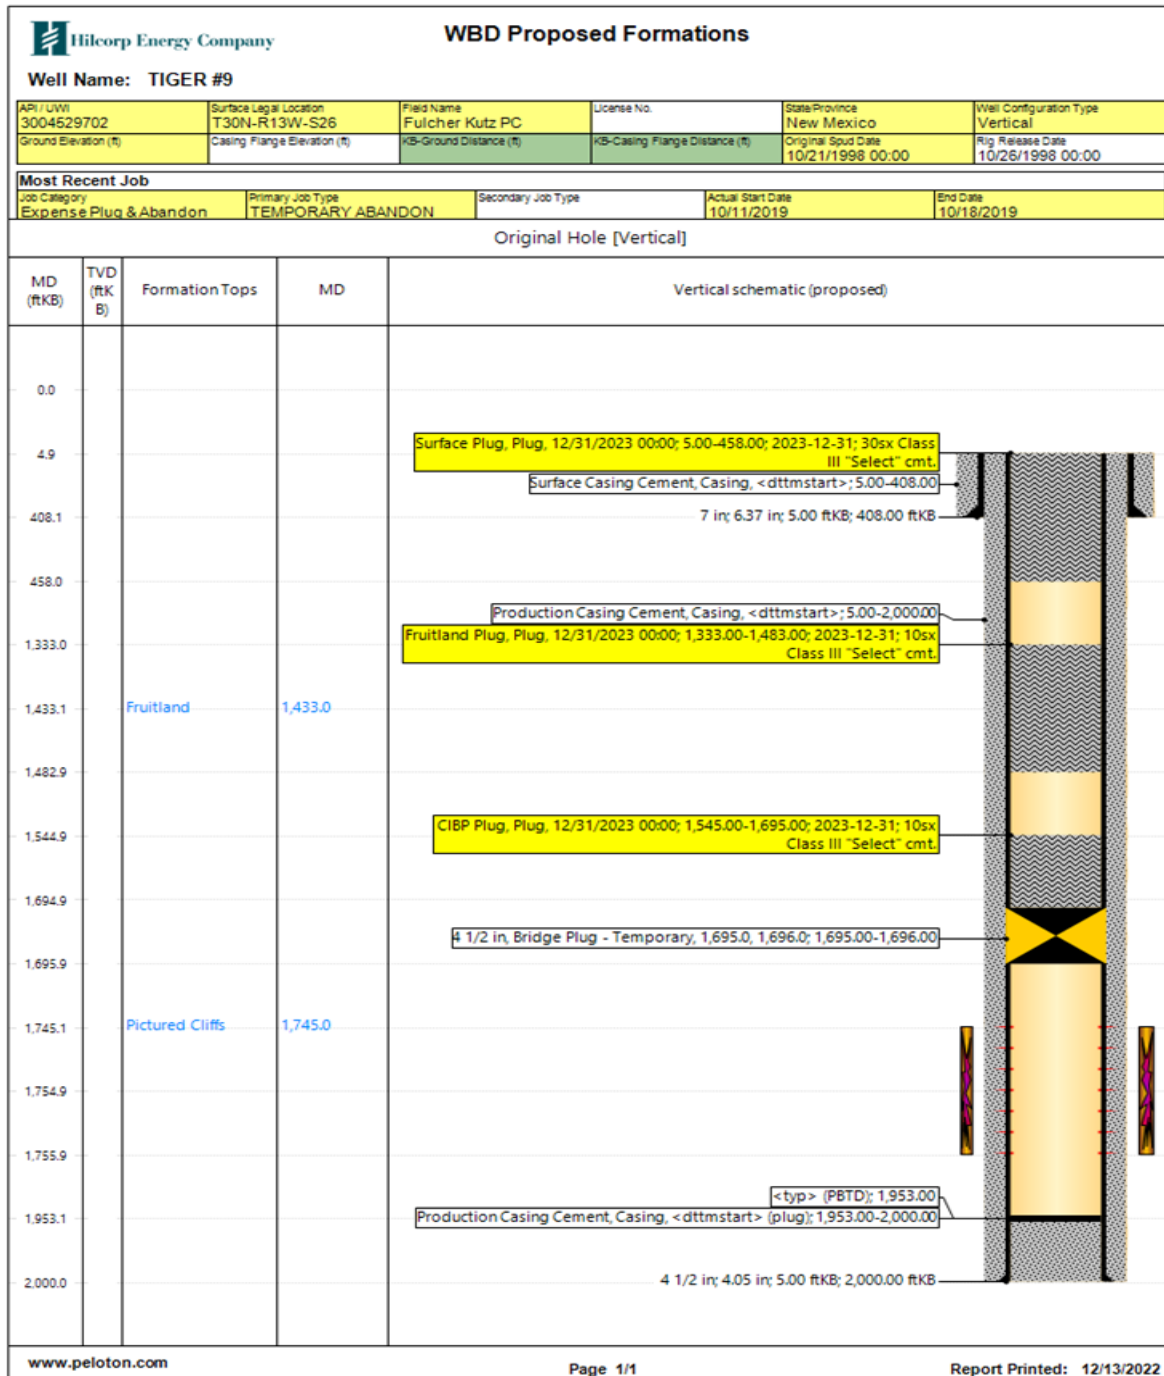 Hilcorp Energy Company
WBD Proposed Formations
Well Name: TIGER #9
API / UWI
3004529702
Surface Legal Location
T30N-R13W-S26
Field Name
Fulcher Kutz PC
License No.
State/Province
New Mexico
Well Configuration Type
Vertical
Ground Elevation (ft)
Casing Flange Elevation (ft)
KB-Ground Distance (ft)
KB-Casing Flange Distance (ft)
Original Spud Date
10/21/1998 00:00
Rig Release Date
10/26/1998 00:00
Most Recent Job
Job Category
Expense Plug & Abandon
Primary Job Type
TEMPORARY ABANDON
Secondary Job Type
Actual Start Date
10/11/2019
End Date
10/18/2019
Original Hole [Vertical]
MD
(ftKB)
TVD
(ftK
B)
Formation Tops
MD
Vertical schematic (proposed)
0.0
Surface Plug, Plug, 12/31/2023 00:00; 5.00-458.00; 2023-12-31; 30sx Class
III "Select" cmt.
4.9
Surface Casing Cement, Casing, <dttmstart>; 5.00-408.00
408.1
7 in; 6.37 in; 5.00 ftKB; 408.00 ftKB
458.0
Production Casing Cement, Casing, <dttmstart>; 5.00-2,000.00
Fruitland Plug, Plug, 12/31/2023 00:00; 1,333.00-1,483.00; 2023-12-31; 10sx
Class III "Select" cmt.
1,333.0
1,433.1
Fruitland
1,433.0
1,482.9
CIBP Plug, Plug, 12/31/2023 00:00; 1,545.00-1,695.00; 2023-12-31; 10sx
Class III "Select" cmt.
1,544.9
1,694.9
4 1/2 in, Bridge Plug - Temporary, 1,695.0, 1,696.0; 1,695.00-1,696.00
1,695.9
1,745.1
Pictured Cliffs
1,745.0
1,754.9
1,755.9
<typ> (PBTD); 1,953.00
1,953.1
Production Casing Cement, Casing, <dttmstart> (plug); 1,953.00-2,000.00
2,000.0
4 1/2 in; 4.05 in; 5.00 ftKB; 2,000.00 ftKB
www.peloton.com
Page 1/1
Report Printed: 12/13/2022